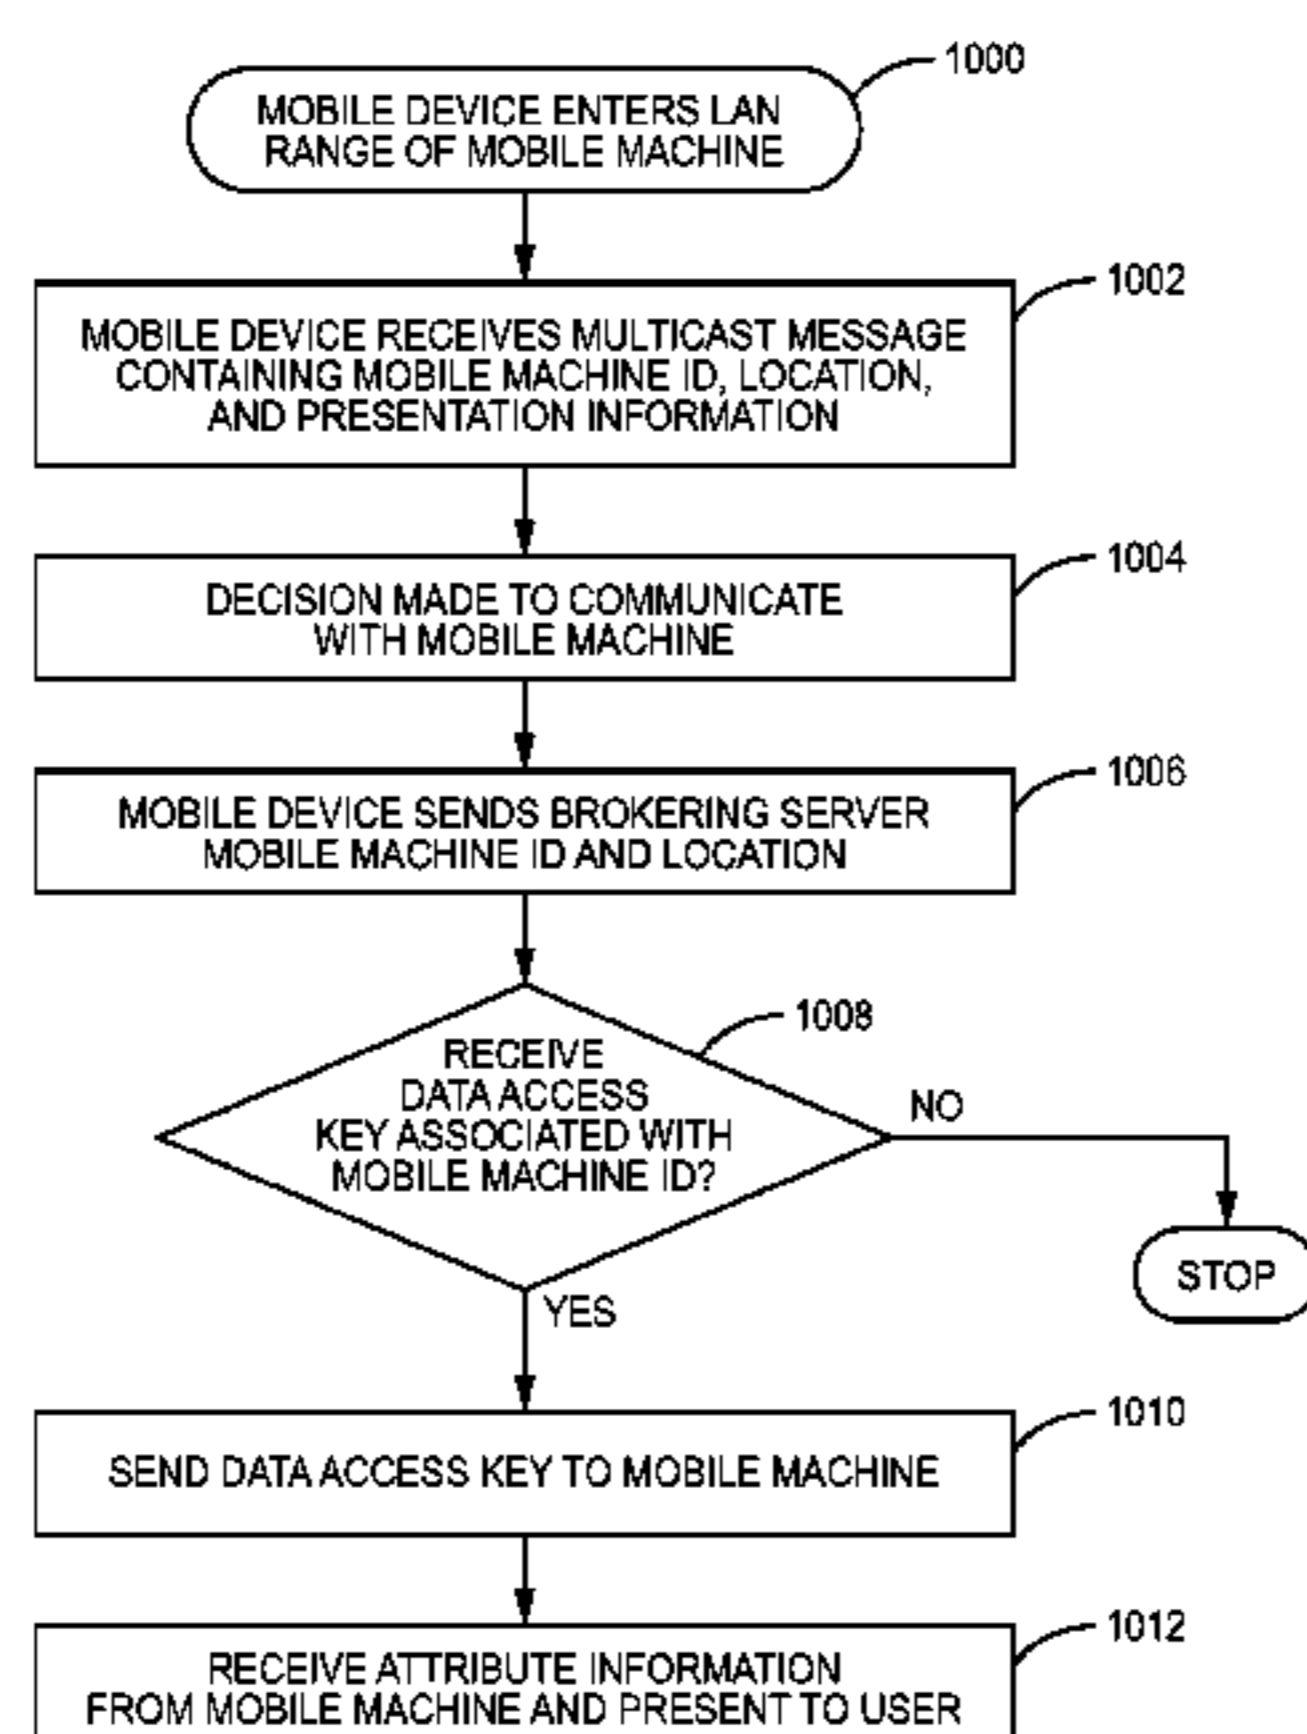 1000
MOBILE DEVICE ENTERS LAN
RANGE OF MOBILE MACHINE
1002
MOBILE DEVICE RECEIVES MULTICAST MESSAGE
CONTAINING MOBILE MACHINE ID, LOCATION,
AND PRESENTATION INFORMATION
1004
DECISION MADE TO COMMUNICATE
WITH MOBILE MACHINE
1006
MOBILE DEVICE SENDS BROKERING SERVER
MOBILE MACHINE ID AND LOCATION
1008
RECEIVE
DATA ACCESS
KEY ASSOCIATED WITH
MOBILE MACHINE ID?
NO
STOP
YES
1010
SEND DATA ACCESS KEY TO MOBILE MACHINE
1012
RECEIVE ATTRIBUTE INFORMATION
FROM MOBILE MACHINE AND PRESENT TO USER